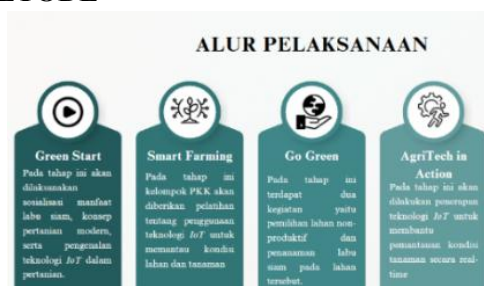 ALUR PELAKSANAAN
Green Start
Pada tahap ini akan
dilaksanakan
sosialisasi manfaat
labu siam, konsep
pertanian modern,
serta pengenalan
teknologi IoT dalam
pertanian.
Smart Farming
Pada tahap ini
kelompok PKK akan
diberikan pelatihan
tentang penggunaan
teknologi IoT untuk
memantau kondisi
lahan dan tanaman
Go Green
Pada tahap ini
terdapat dua
kegiatan yaitu
pemilihan lahan non-
produktif dan
penanaman labu
siam pada lahan
tersebut.
AgriTech in
Action
Pada tahap ini akan
dilakukan penerapan
teknologi IoT untuk
membantu
pemantauan kondisi
tanaman secara real-
time